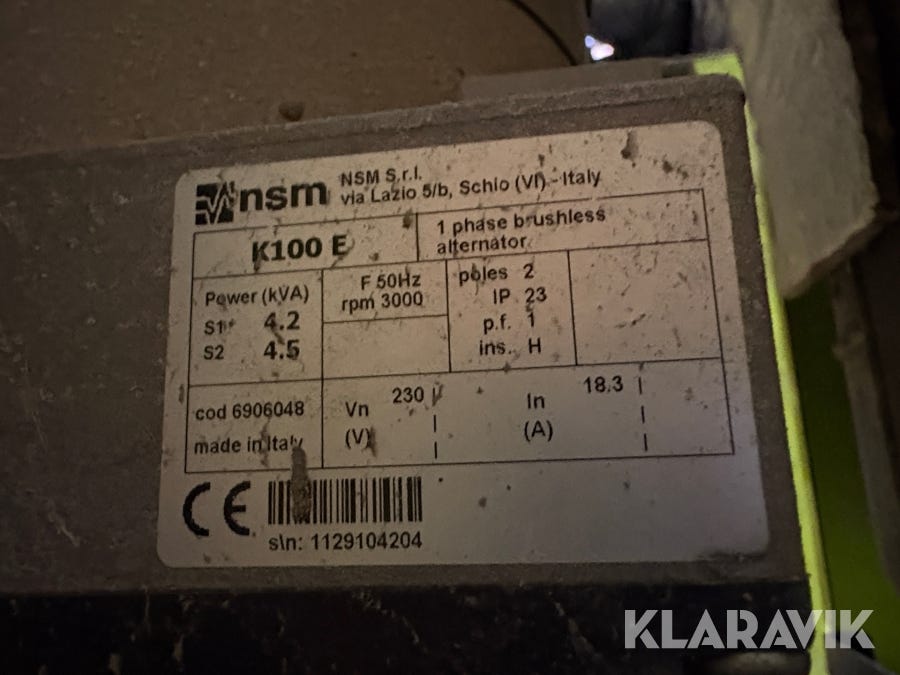 nsm
NSM S.r.l.
via Lazio 5/b, Schio (VI) - Italy
K100 E
1 phase brushless
alternator
Power (kVA)
S1* 4.2
S2 4.5
F 50Hz
rpm 3000
poles 2
IP 23
p.f. 1
ins. H
cod 6906048
made in Italy
Vn 230
(V)
In 18.3
(A)
CE
s\n: 1129104204
KLARAVIK